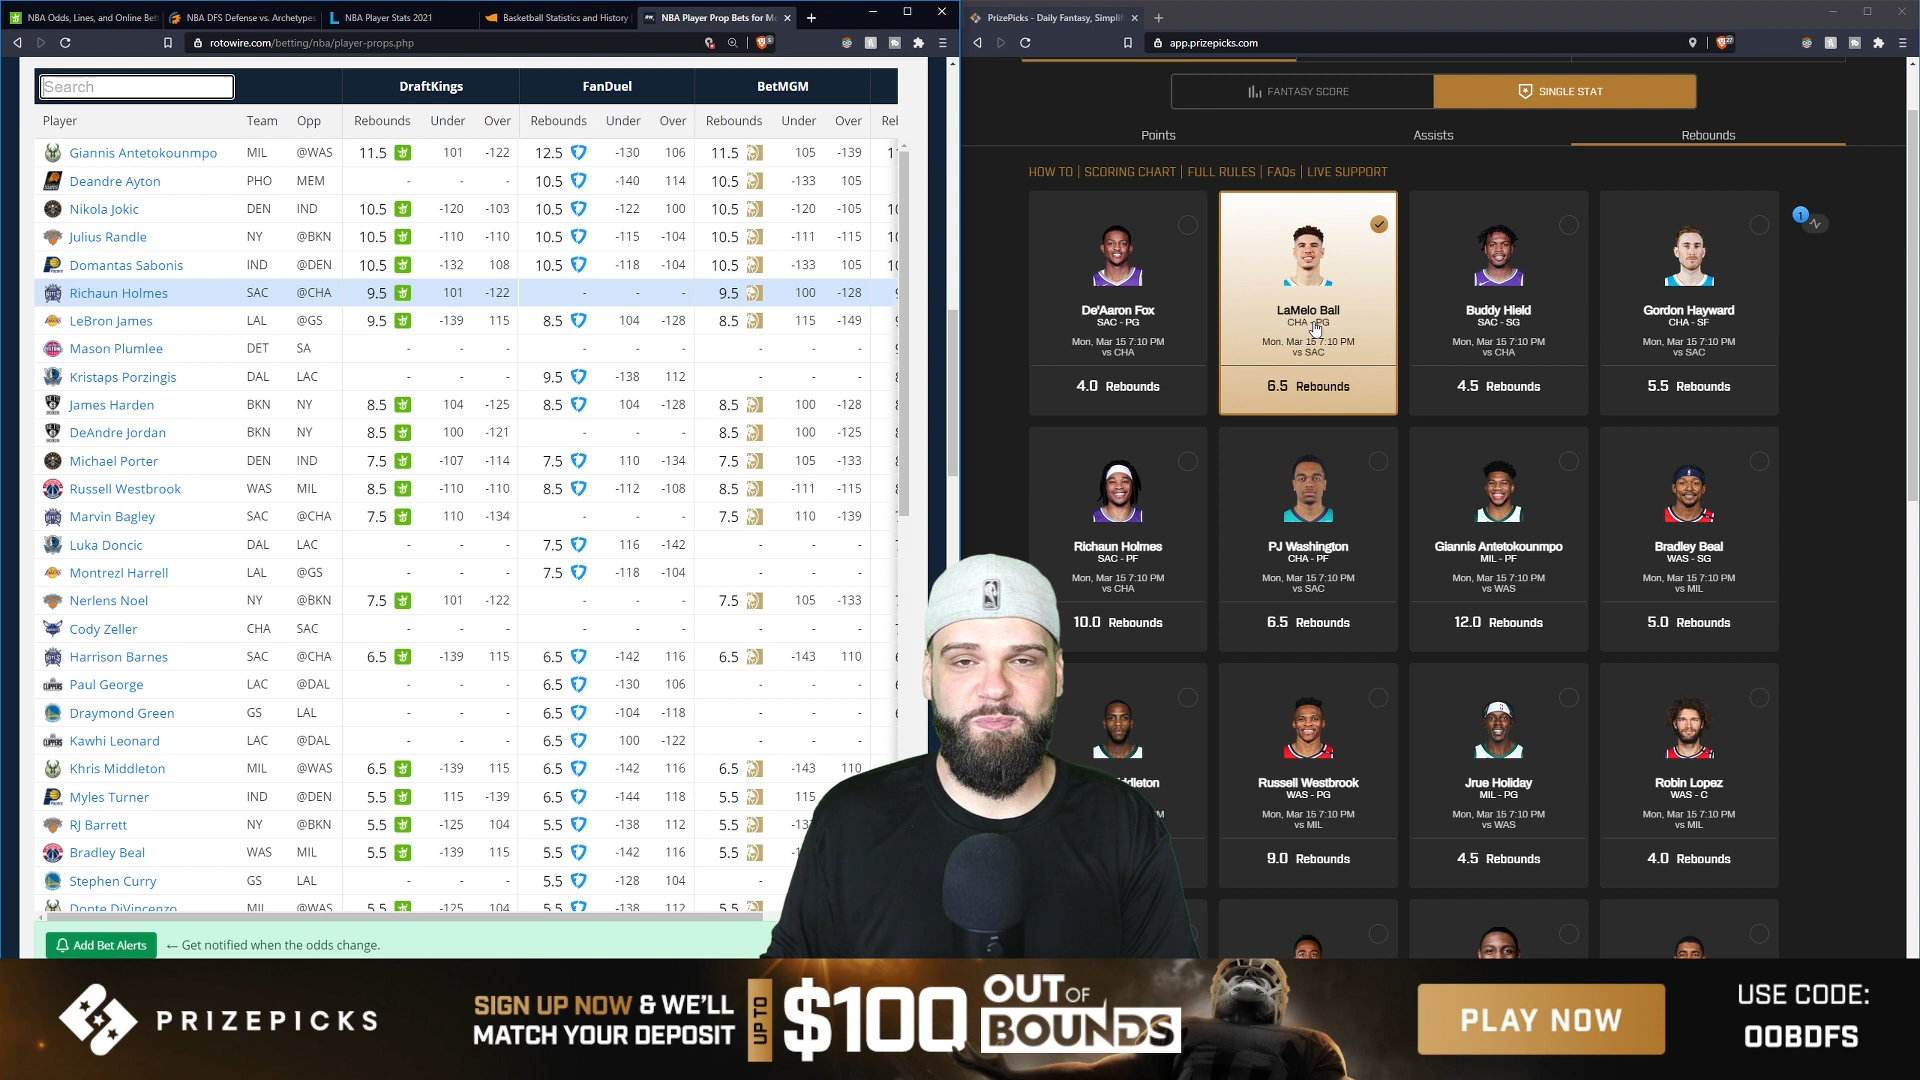 NBA Odds, Lines, and Online Bet
NBA DFS Defense vs. Archetypes
NBA Player Stats 2021
Basketball Statistics and History
NBA Player Prop Bets for Mo
rotowire.com/betting/nba/player-props.php
Search
DraftKings FanDuel BetMGM
Player Team Opp Rebounds Under Over Rebounds Under Over Rebounds Under Over Rel
Giannis Antetokounmpo MIL @WAS 11.5 101 -122 12.5 -130 106 11.5 105 -139
Deandre Ayton PHO MEM - - - 10.5 -140 114 10.5 -133 105
Nikola Jokic DEN IND 10.5 -120 -103 10.5 -122 100 10.5 -120 -105
Julius Randle NY @BKN 10.5 -110 -110 10.5 -115 -104 10.5 -111 -115
Domantas Sabonis IND @DEN 10.5 -132 108 10.5 -118 -104 10.5 -133 105
Richaun Holmes SAC @CHA 9.5 101 -122 - - - 9.5 100 -128
LeBron James LAL @GS 9.5 -139 115 8.5 104 -128 8.5 115 -149
Mason Plumlee DET SA - - - - - - - - -
Kristaps Porzingis DAL LAC - - - 9.5 -138 112 - - -
James Harden BKN NY 8.5 104 -125 8.5 104 -128 8.5 100 -128
DeAndre Jordan BKN NY 8.5 100 -121 - - - 8.5 100 -125
Michael Porter DEN IND 7.5 -107 -114 7.5 110 -134 7.5 105 -133
Russell Westbrook WAS MIL 8.5 -110 -110 8.5 -112 -108 8.5 -111 -115
Marvin Bagley SAC @CHA 7.5 110 -134 - - - 7.5 110 -139
Luka Doncic DAL LAC - - - 7.5 116 -142 - - -
Montrezl Harrell LAL @GS - - - 7.5 -118 -104 - - -
Nerlens Noel NY @BKN 7.5 101 -122 - - - 7.5 105 -133
Cody Zeller CHA SAC - - - - - - - - -
Harrison Barnes SAC @CHA 6.5 -139 115 6.5 -142 116 6.5 -143 110
Paul George LAC @DAL - - - 6.5 -130 106 - - -
Draymond Green GS LAL - - - 6.5 -104 -118 - - -
Kawhi Leonard LAC @DAL - - - 6.5 100 -122 - - -
Khris Middleton MIL @WAS 6.5 -139 115 6.5 -142 116 6.5 -143 110
Myles Turner IND @DEN 5.5 115 -139 6.5 -144 118 5.5 115
RJ Barrett NY @BKN 5.5 -125 104 5.5 -138 112 5.5
Bradley Beal WAS MIL 5.5 -139 115 5.5 -142 116 5.5
Stephen Curry GS LAL - - - 5.5 -128 104 -
Donte DiVincenzo MIL @WAS 5.5 -125 104 5.5 -138 112 5.5
Add Bet Alerts ← Get notified when the odds change.
PrizePicks - Daily Fantasy, Simplif
app.prizepicks.com
FANTASY SCORE SINGLE STAT
Points Assists Rebounds
HOW TO | SCORING CHART | FULL RULES | FAQs | LIVE SUPPORT
1
De'Aaron Fox
SAC - PG
Mon, Mar 15 7:10 PM
vs CHA
4.0 Rebounds
LaMelo Ball
CHA - PG
Mon, Mar 15 7:10 PM
vs SAC
6.5 Rebounds
Buddy Hield
SAC - SG
Mon, Mar 15 7:10 PM
vs CHA
4.5 Rebounds
Gordon Hayward
CHA - SF
Mon, Mar 15 7:10 PM
vs SAC
5.5 Rebounds
Richaun Holmes
SAC - PF
Mon, Mar 15 7:10 PM
vs CHA
10.0 Rebounds
PJ Washington
CHA - PF
Mon, Mar 15 7:10 PM
vs SAC
6.5 Rebounds
Giannis Antetokounmpo
MIL - PF
Mon, Mar 15 7:10 PM
vs WAS
12.0 Rebounds
Bradley Beal
WAS - SG
Mon, Mar 15 7:10 PM
vs MIL
5.0 Rebounds
ddleton
Russell Westbrook
WAS - PG
Mon, Mar 15 7:10 PM
vs MIL
9.0 Rebounds
Jrue Holiday
MIL - PG
Mon, Mar 15 7:10 PM
vs WAS
4.5 Rebounds
Robin Lopez
WAS - C
Mon, Mar 15 7:10 PM
vs MIL
4.0 Rebounds
PRIZEPICKS
SIGN UP NOW & WE'LL
MATCH YOUR DEPOSIT
UP TO
$100
OUT OF
BOUNDS
PLAY NOW
USE CODE:
OOBDFS